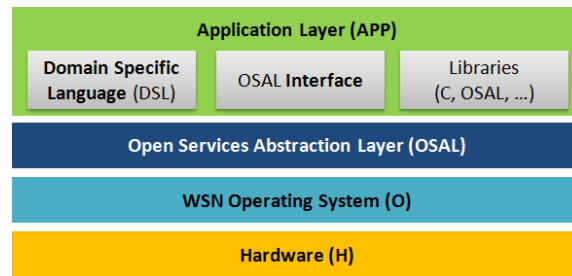 Application Layer (APP)
Domain Specific
Language (DSL)
OSAL Interface
Libraries
(C, OSAL, ...)
Open Services Abstraction Layer (OSAL)
WSN Operating System (O)
Hardware (H)